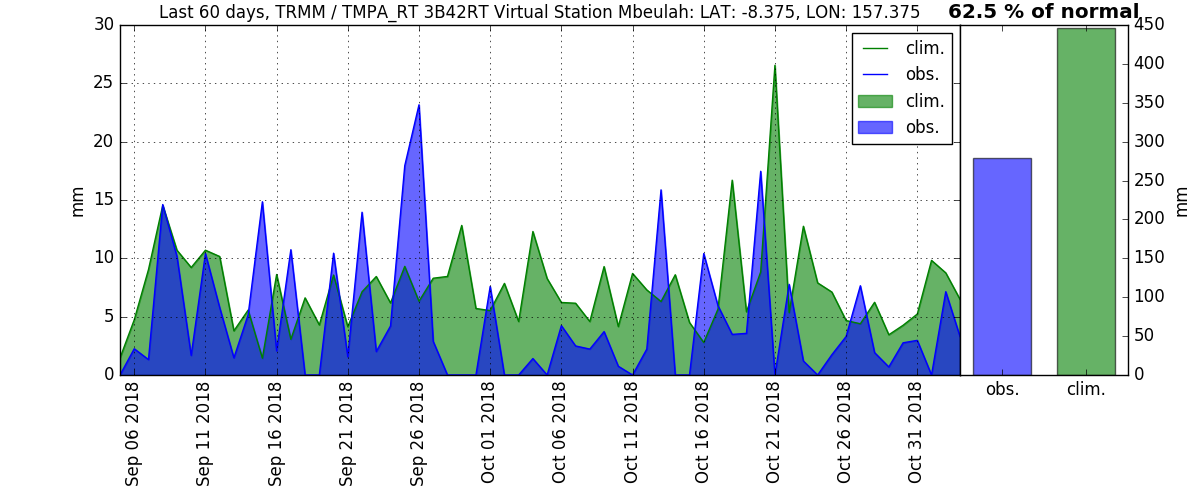 Last 60 days, TRMM / TMPA_RT 3B42RT Virtual Station Mbeulah: LAT: -8.375, LON: 157.375
62.5 % of normal
30
25
20
15
10
5
0
mm
clim.
obs.
clim.
obs.
Sep 06 2018
Sep 11 2018
Sep 16 2018
Sep 21 2018
Sep 26 2018
Oct 01 2018
Oct 06 2018
Oct 11 2018
Oct 16 2018
Oct 21 2018
Oct 26 2018
Oct 31 2018
450
400
350
300
250
200
150
100
50
0
mm
obs.
clim.